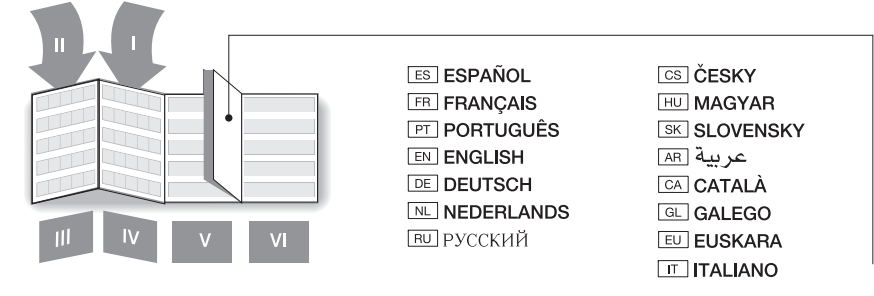 II I
III IV V VI
ES ESPAÑOL
FR FRANÇAIS
PT PORTUGUÊS
EN ENGLISH
DE DEUTSCH
NL NEDERLANDS
RU РУССКИЙ
CS ČESKY
HU MAGYAR
SK SLOVENSKY
AR عربية
CA CATALÀ
GL GALEGO
EU EUSKARA
IT ITALIANO